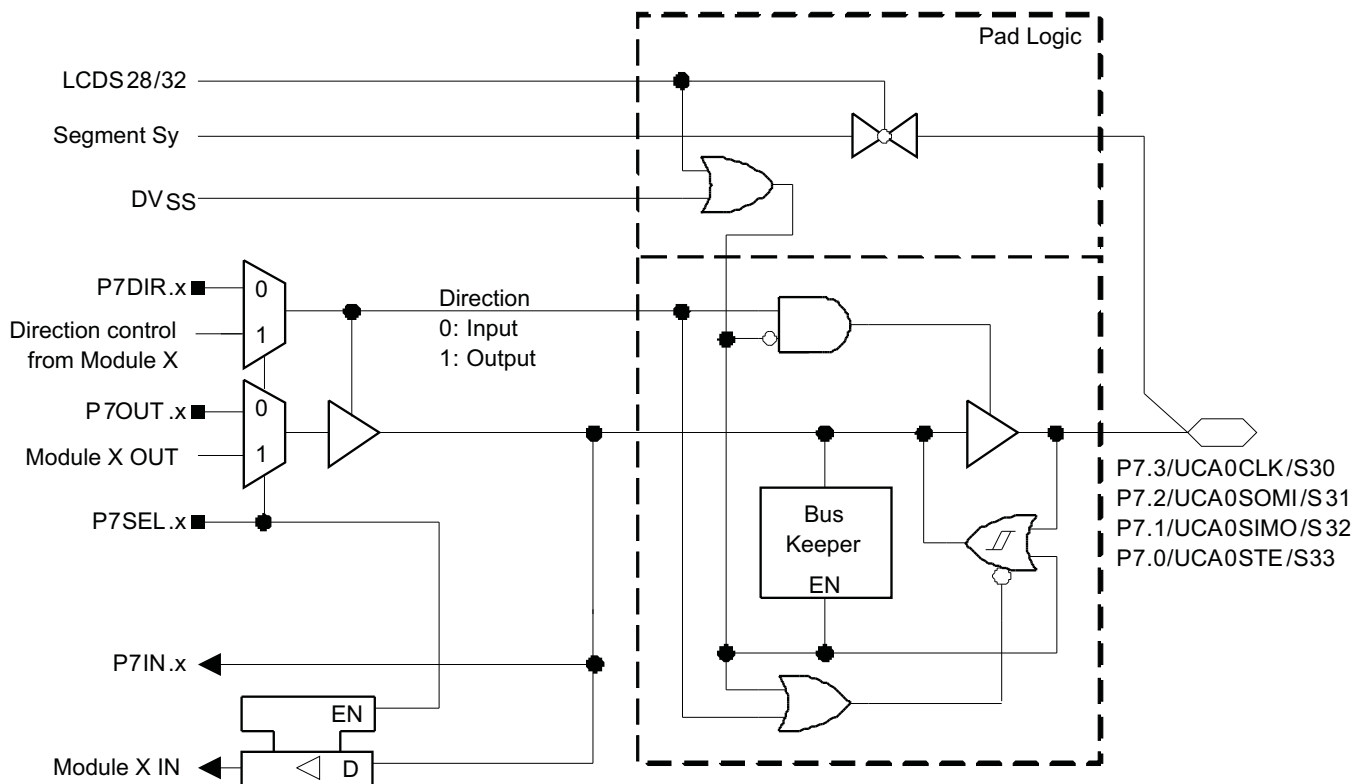 Pad Logic
LCDS28/32
Segment Sy
DVSS
P7DIR.x
0
Direction control
from Module X
1
Direction
0: Input
1: Output
P7OUT.x
0
Module X OUT
1
P7SEL.x
P7.3/UCA0CLK/S30
P7.2/UCA0SOMI/S31
P7.1/UCA0SIMO/S32
P7.0/UCA0STE/S33
Bus
Keeper
EN
P7IN.x
EN
Module X IN
D